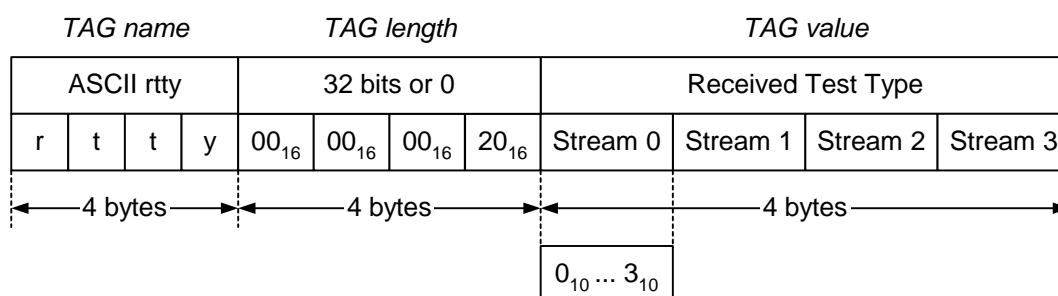 TAG name TAG length TAG value
ASCII rtty 32 bits or 0 Received Test Type
r t t y 00₁₆ 00₁₆ 00₁₆ 20₁₆ Stream 0 Stream 1 Stream 2 Stream 3
4 bytes 4 bytes 4 bytes
0₁₀ ... 3₁₀